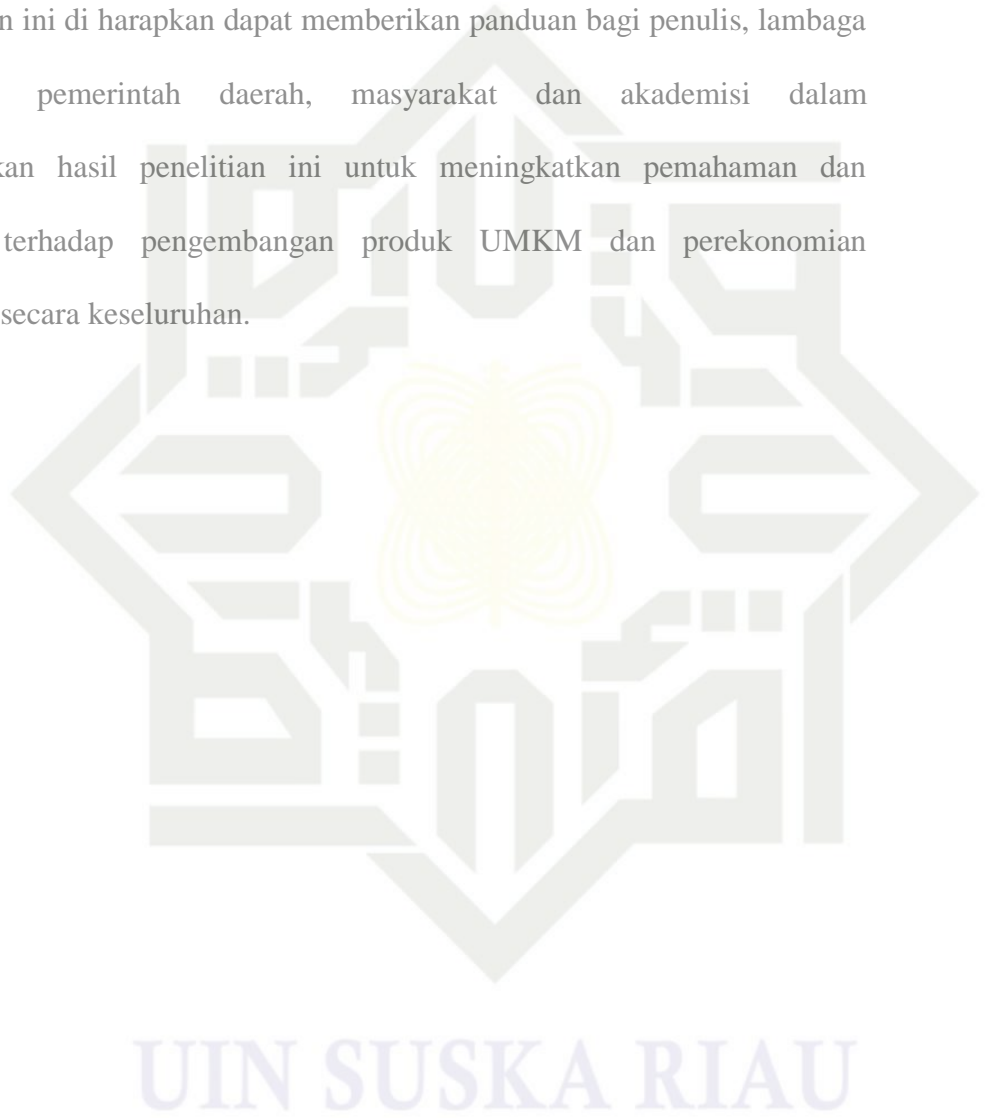 n ini di harapkan dapat memberikan panduan bagi penulis, lambaga
pemerintah daerah, masyarakat dan akademisi dalam
kan hasil penelitian ini untuk meningkatkan pemahaman dan
terhadap pengembangan produk UMKM dan perekonomian
secara keseluruhan.
UIN SUSKA RIAU